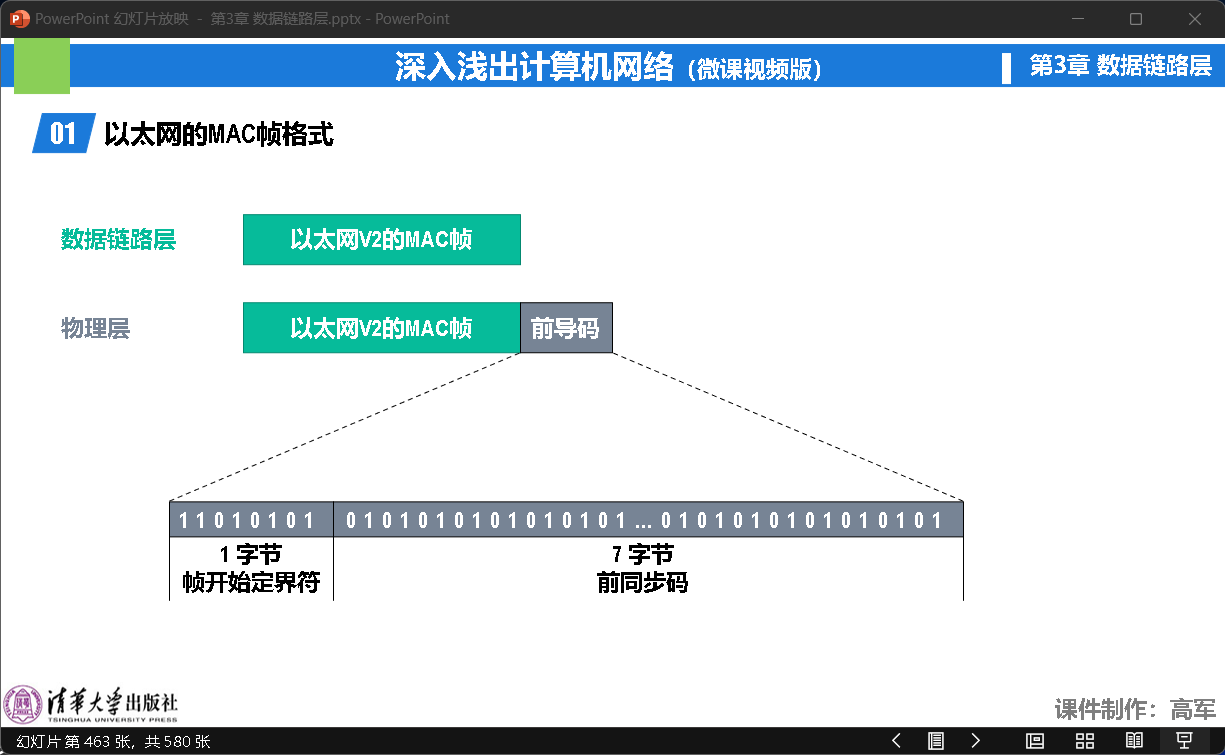 PowerPoint 幻灯片放映 - 第3章 数据链路层.pptx - PowerPoint
深入浅出计算机网络（微课视频版）
第3章 数据链路层
01 以太网的MAC帧格式
数据链路层
以太网V2的MAC帧
物理层
以太网V2的MAC帧
前导码
1 1 0 1 0 1 0 1
0 1 0 1 0 1 0 1 0 1 0 1 0 1 0 1 ... 0 1 0 1 0 1 0 1 0 1 0 1 0 1 0 1
1 字节
帧开始定界符
7 字节
前同步码
清华大学出版社
TSINGHUA UNIVERSITY PRESS
课件制作：高军
幻灯片 第 463 张，共 580 张